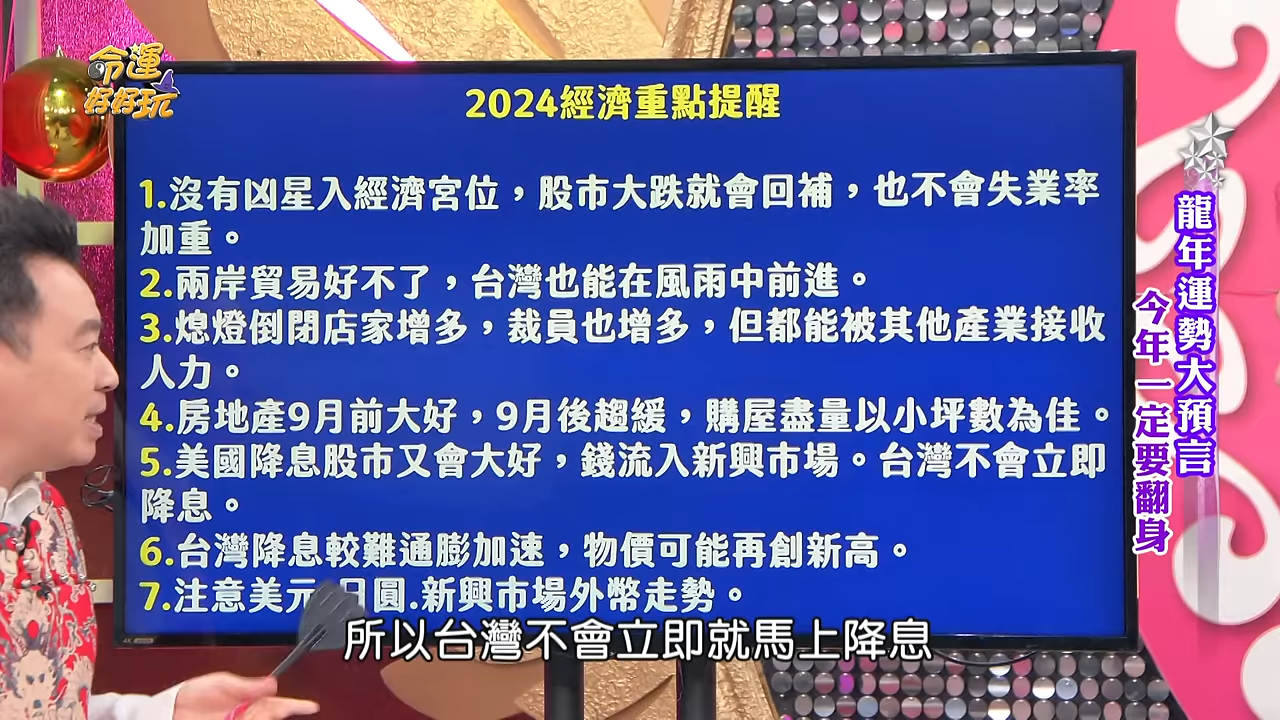 命運
好好玩
2024經濟重點提醒
1.沒有凶星入經濟宮位，股市大跌就會回補，也不會失業率
加重。
2.兩岸貿易好不了，台灣也能在風雨中前進。
3.熄燈倒閉店家增多，裁員也增多，但都能被其他產業接收
人力。
4.房地產9月前大好，9月後趨緩，購屋盡量以小坪數為佳。
5.美國降息股市又會大好，錢流入新興市場。台灣不會立即
降息。
6.台灣降息較難通膨加速，物價可能再創新高。
7.注意美元.日圓.新興市場外幣走勢。
龍年運勢大預言
今年一定要翻身
所以台灣不會立即就馬上降息